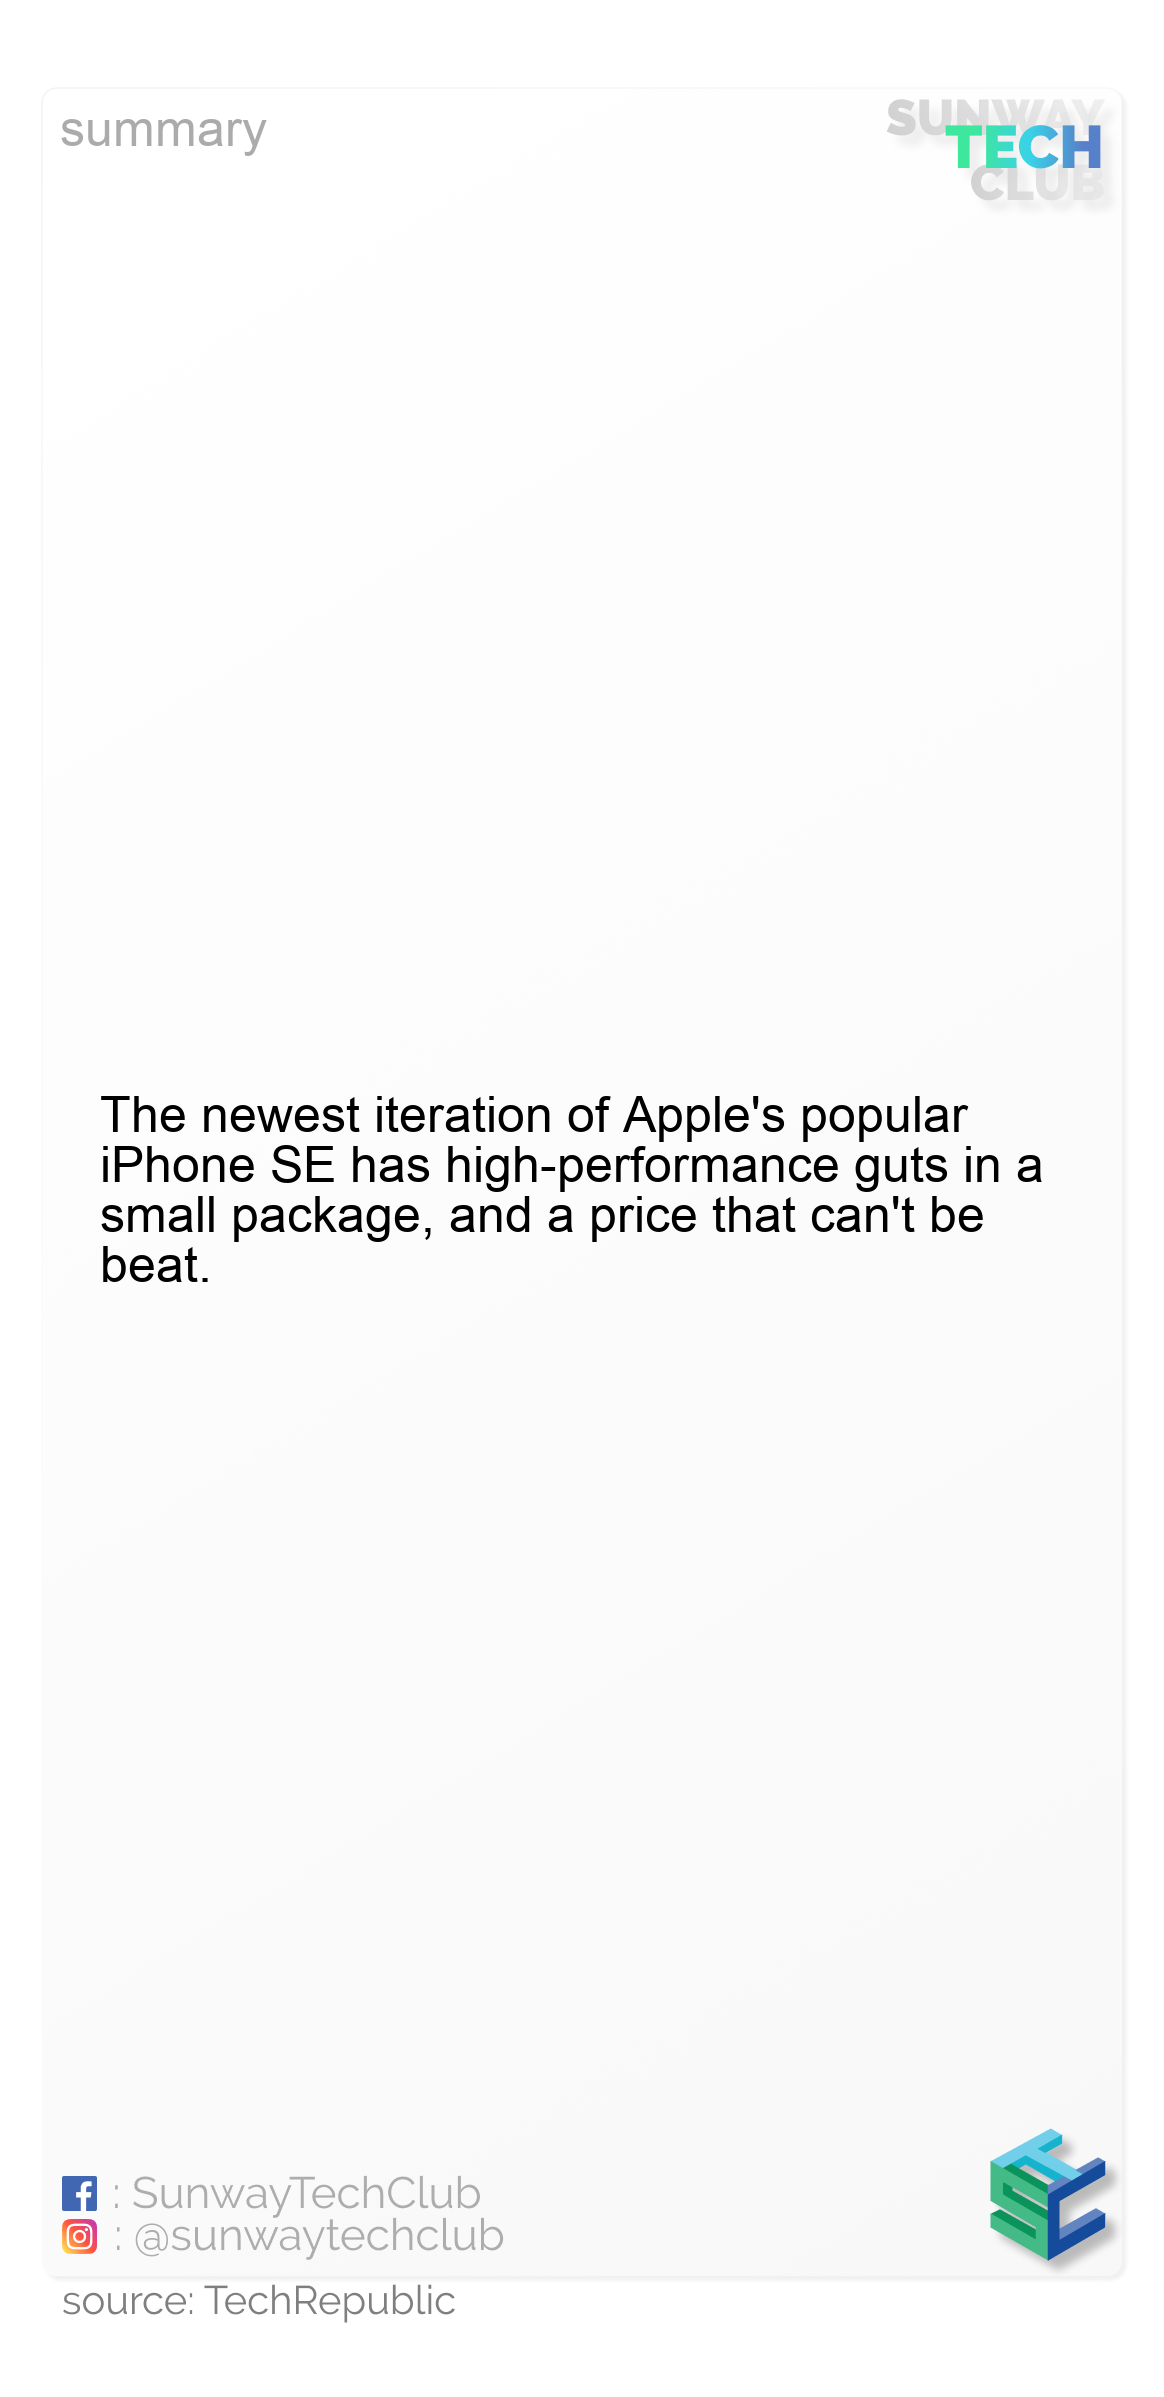 summary
SUNWAY
TECH
CLUB
The newest iteration of Apple's popular
iPhone SE has high-performance guts in a
small package, and a price that can't be
beat.
: SunwayTechClub
: @sunwaytechclub
source: TechRepublic